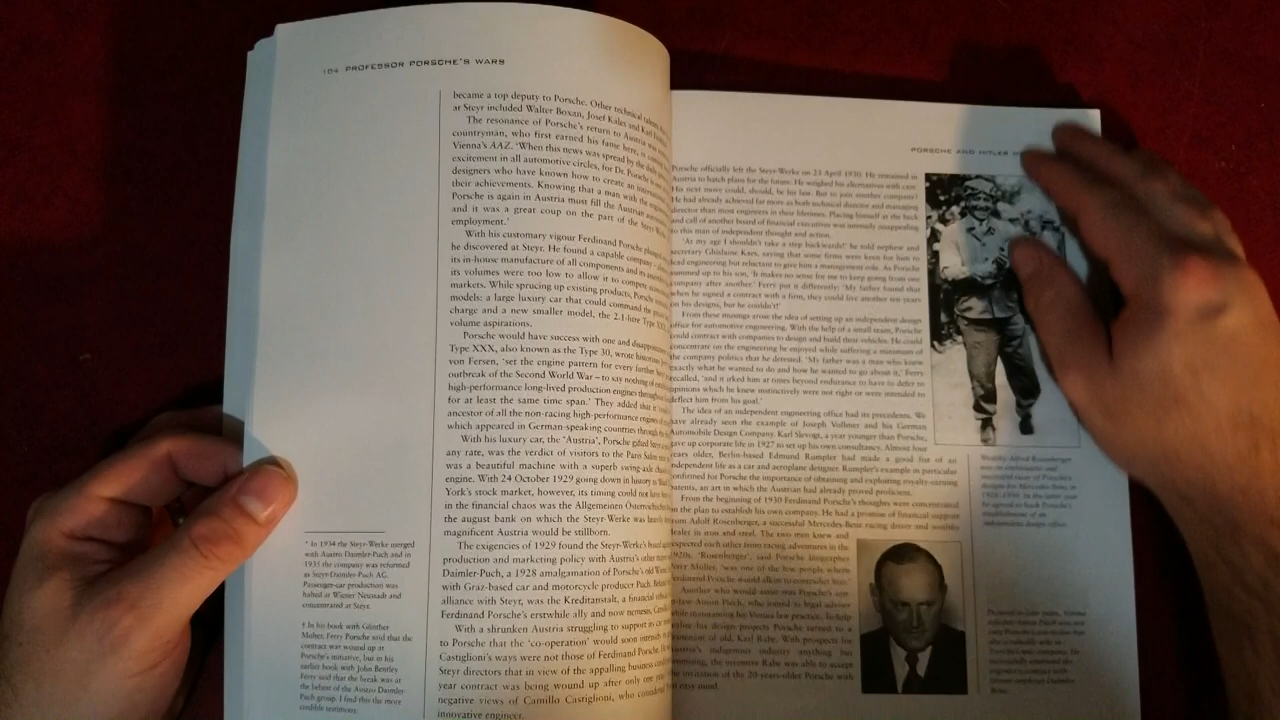 104 PROFESSOR PORSCHE'S WARS
became a top deputy to Porsche. Other technical
at Steyr included Walter Boxan, Josef Kales and Karl
The resonance of Porsche's return to Austria was
countryman, who first earned his fame here, is
Vienna's AAZ. 'When this news was spread by the
excitement in all automotive circles, for Dr. Porsche is
designers who have known how to create an
their achievements. Knowing that a man with the
Porsche is again in Austria must fill the Austrian
and it was a great coup on the part of the Steyr
employment.'
With his customary vigour Ferdinand Porsche
he discovered at Steyr. He found a capable company
its in-house manufacture of all components and its
its volumes were too low to allow it to compete
markets. While sprucing up existing products, Porsche
models: a large luxury car that could command the
charge and a new smaller model, the 2.1-litre Type XXX
volume aspirations.
Porsche would have success with one and
Type XXX, also known as the Type 30, wrote historian
von Fersen, 'set the engine pattern for every further
outbreak of the Second World War – to say nothing of
high-performance long-lived production engines throughout
for at least the same time span.' They added that it
ancestor of all the non-racing high-performance engines of
which appeared in German-speaking countries through the
With his luxury car, the 'Austria', Porsche gifted Steyr
any rate, was the verdict of visitors to the Paris Salon
was a beautiful machine with a superb swing-axle
engine. With 24 October 1929 going down in history as
York's stock market, however, its timing could not have
in the financial chaos was the Allgemeinen Österreichischen
the august bank on which the Steyr-Werke was heavily
magnificent Austria would be stillborn.
The exigencies of 1929 found the Steyr-Werke's board
production and marketing policy with Austria's other
Daimler-Puch, a 1928 amalgamation of Porsche's old
with Graz-based car and motorcycle producer Puch.
alliance with Steyr, was the Kreditanstalt, a financial
Ferdinand Porsche's erstwhile ally and now nemesis,
With a shrunken Austria struggling to support its
to Porsche that the 'co-operation' would soon
Castiglioni's ways were not those of Ferdinand Porsche.
Steyr directors that in view of the appalling business
year contract was being wound up after only one
negative views of Camillo Castiglioni, who considered
innovative engineer.
* In 1934 the Steyr-Werke merged
with Austro Daimler-Puch and in
1935 the company was reformed
as Steyr-Daimler-Puch AG.
Passenger-car production was
halted at Wiener Neustadt and
concentrated at Steyr.
† In his book with Günther
Molter, Ferry Porsche said that the
contract was wound up at
Porsche's initiative, but in his
earlier book with John Bentley
Ferry said that the break was at
the behest of the Austro Daimler-
Puch group. I find this the more
credible testimony.
PORSCHE AND HITLER
Porsche officially left the Steyr-Werke on 23 April 1930. He remained in
Austria to hatch plans for the future. He weighed his alternatives with care.
His next move could, should, be his last. But to join another company?
He had already achieved far more as both technical director and managing
director than most engineers in their lifetimes. Placing himself at the beck
and call of another board of financial executives was intensely unappealing
to this man of independent thought and action.
'At my age I shouldn't take a step backwards!' he told nephew and
secretary Ghislaine Kaes, saying that some firms were keen for him to
lead engineering but reluctant to give him a management role. As Porsche
summed up to his son, 'It makes no sense for me to keep going from one
company after another.' Ferry put it differently: 'My father found that
when he signed a contract with a firm, they could live another ten years
on his designs, but he couldn't!'
From these musings arose the idea of setting up an independent design
office for automotive engineering. With the help of a small team, Porsche
could contract with companies to design and build their vehicles. He could
concentrate on the engineering he enjoyed while suffering a minimum of
the company politics that he detested. 'My father was a man who knew
exactly what he wanted to do and how he wanted to go about it,' Ferry
recalled, 'and it irked him at times beyond endurance to have to defer to
opinions which he knew instinctively were not right or were intended to
deflect him from his goal.'
The idea of an independent engineering office had its precedents. We
have already seen the example of Joseph Vollmer and his German
Automobile Design Company. Karl Slevogt, a year younger than Porsche,
gave up corporate life in 1927 to set up his own consultancy. Almost four
years older, Berlin-based Edmund Rumpler had made a good fist of an
independent life as a car and aeroplane designer. Rumpler's example in particular
confirmed for Porsche the importance of obtaining and exploiting royalty-earning
patents, an art in which the Austrian had already proved proficient.
From the beginning of 1930 Ferdinand Porsche's thoughts were concentrated
on the plan to establish his own company. He had a promise of financial support
from Adolf Rosenberger, a successful Mercedes-Benz racing driver and wealthy
dealer in iron and steel. The two men knew and
respected each other from racing adventures in the
1920s. 'Rosenberger', said Porsche biographer
Peter Müller, 'was one of the few people whom
Ferdinand Porsche would allow to contradict him.'
Another who would assist was Porsche's son-
in-law Anton Piëch, who joined as legal adviser
while maintaining his Vienna law practice. To help
his design projects Porsche turned to a
of old, Karl Rabe. With prospects for
Austria's indigenous industry anything but
promising, the inventive Rabe was able to accept
the invitation of the 20-years-older Porsche with
an easy mind.
Wealthy Alfred Rosenberger
was an enthusiastic and
successful racer of Porsche's
designs for Mercedes-Benz, in
he agreed to back Porsche's
establishment of an
independent design office.